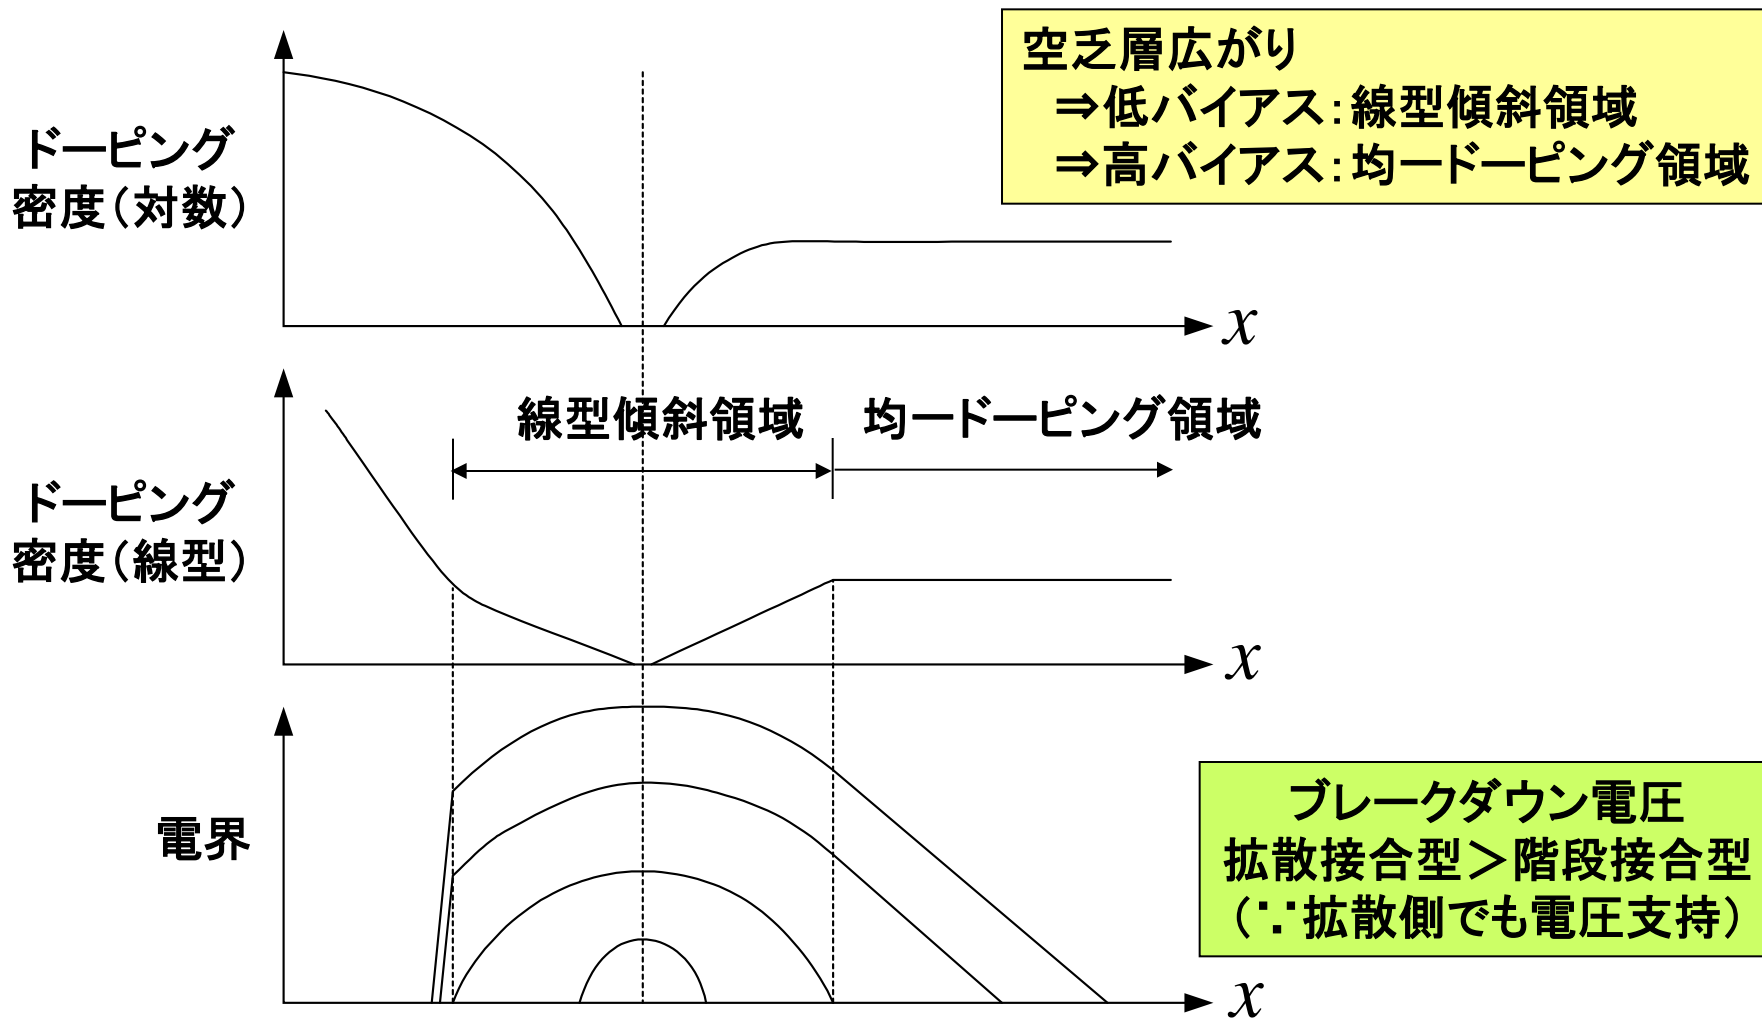 空乏層広がり
⇒低バイアス：線型傾斜領域
⇒高バイアス：均一ドーピング領域
ドーピング
密度（対数）
x
線型傾斜領域
均一ドーピング領域
ドーピング
密度（線型）
x
電界
ブレークダウン電圧
拡散接合型＞階段接合型
（∵拡散側でも電圧支持）
x